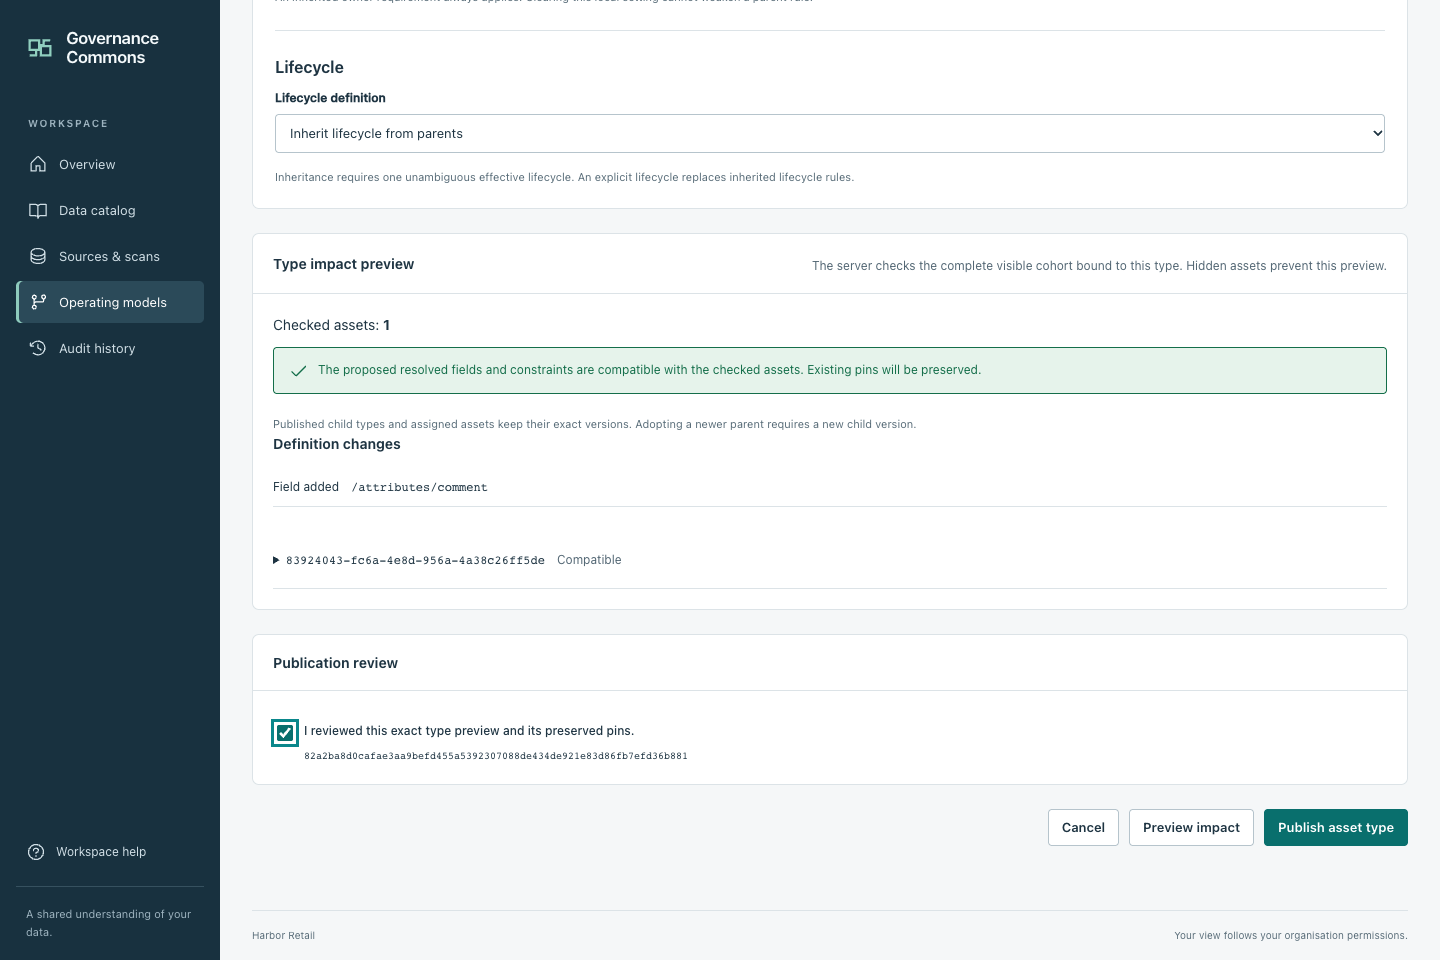 Governance
Commons
WORKSPACE
Overview
Data catalog
Sources & scans
Operating models
Audit history
Workspace help
A shared understanding of your
data.
Lifecycle
Lifecycle definition
Inherit lifecycle from parents
Inheritance requires one unambiguous effective lifecycle. An explicit lifecycle replaces inherited lifecycle rules.
Type impact preview
The server checks the complete visible cohort bound to this type. Hidden assets prevent this preview.
Checked assets: 1
The proposed resolved fields and constraints are compatible with the checked assets. Existing pins will be preserved.
Published child types and assigned assets keep their exact versions. Adopting a newer parent requires a new child version.
Definition changes
Field added /attributes/comment
83924043-fc6a-4e8d-956a-4a38c26ff5de Compatible
Publication review
I reviewed this exact type preview and its preserved pins.
82a2ba8d0cafae3aa9befd455a5392307088de434de921e83d86fb7efd36b881
Cancel
Preview impact
Publish asset type
Harbor Retail
Your view follows your organisation permissions.